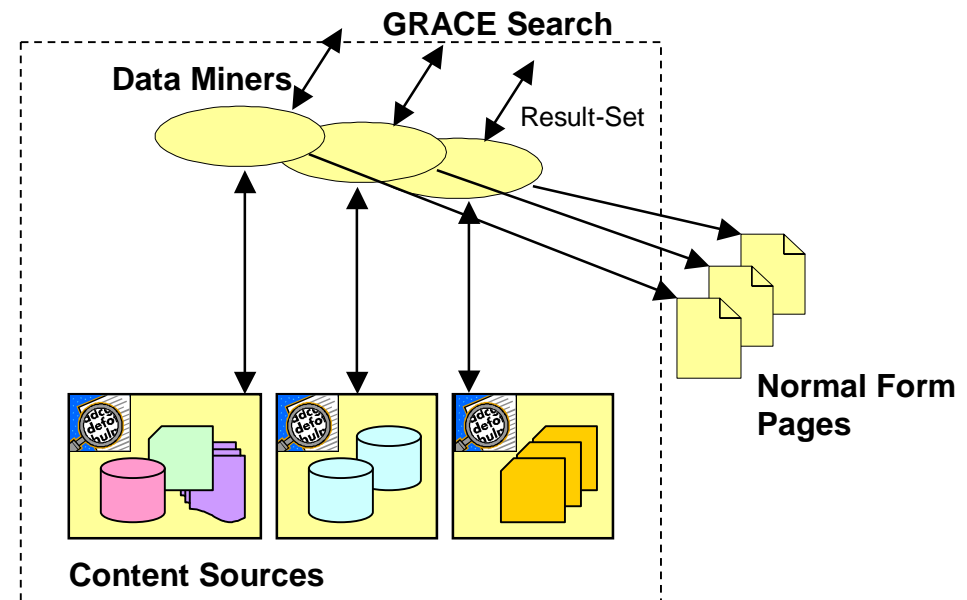 GRACE Search
Data Miners
Result-Set
Normal Form
Pages
Content Sources